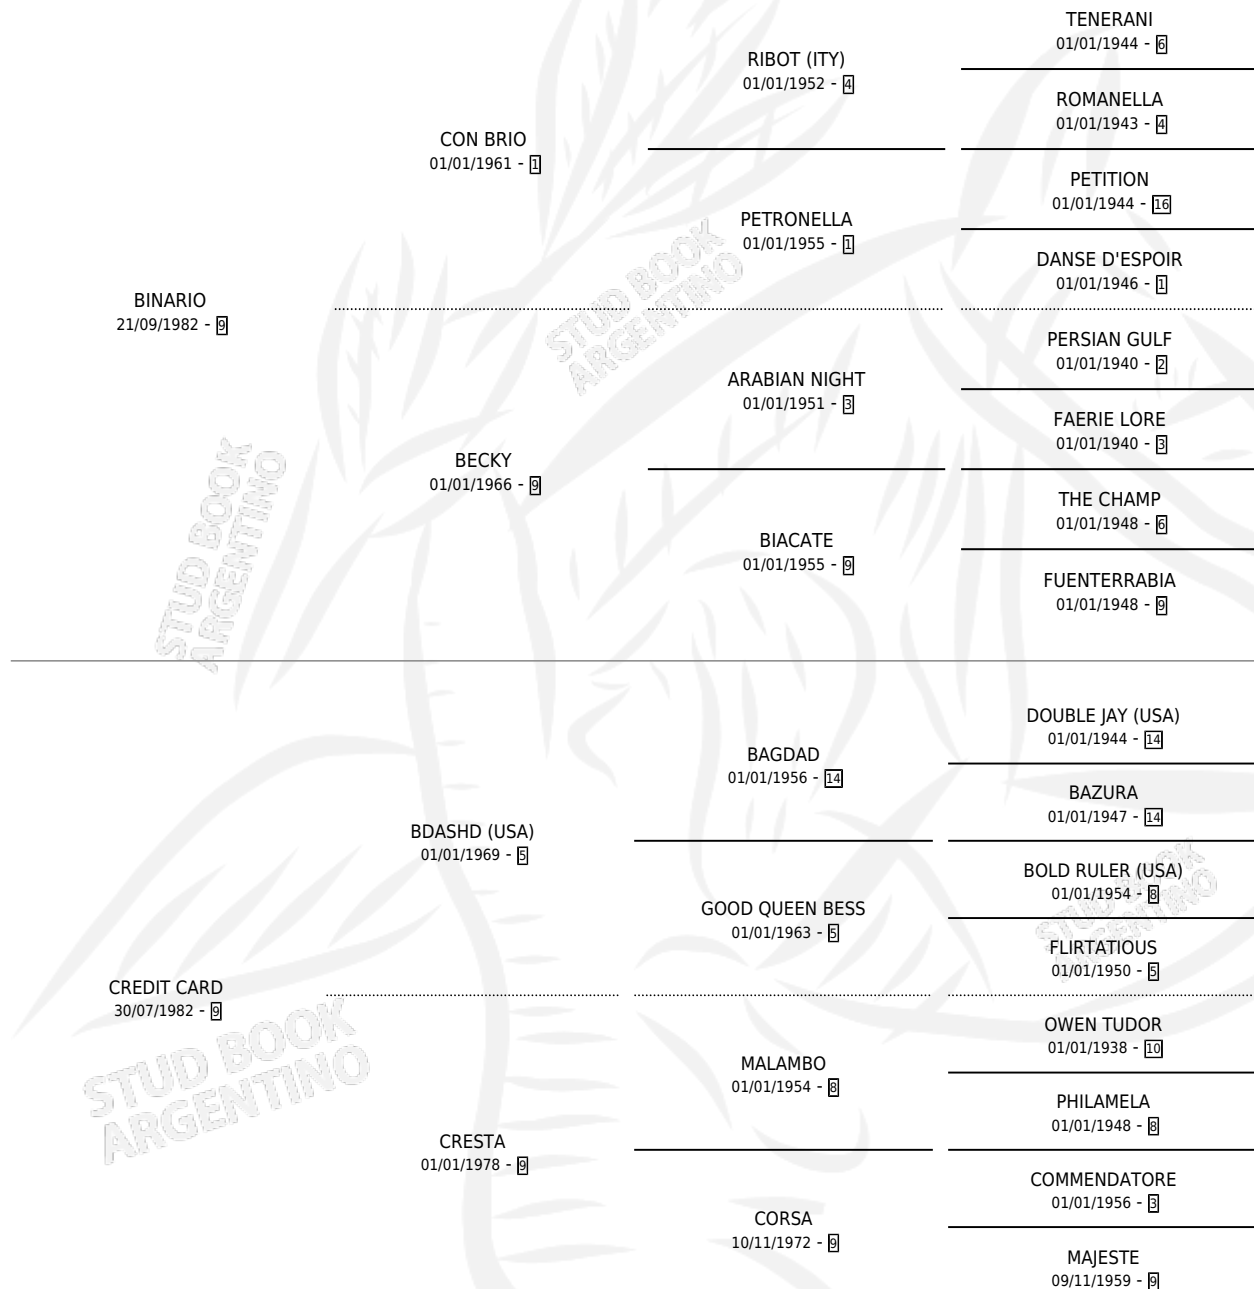 TENERANI
01/01/1944 - 6
RIBOT (ITY)
01/01/1952 - 4
ROMANELLA
01/01/1943 - 4
CON BRIO
01/01/1961 - 1
PETITION
01/01/1944 - 16
PETRONELLA
01/01/1955 - 1
DANSE D'ESPOIR
01/01/1946 - 1
BINARIO
21/09/1982 - 9
PERSIAN GULF
01/01/1940 - 2
ARABIAN NIGHT
01/01/1951 - 3
FAERIE LORE
01/01/1940 - 3
BECKY
01/01/1966 - 9
THE CHAMP
01/01/1948 - 6
BIACATE
01/01/1955 - 9
FUENTERRABIA
01/01/1948 - 9
STUD BOOK
ARGENTINO
STUD BOOK
ARGENTINO
DOUBLE JAY (USA)
01/01/1944 - 14
BAGDAD
01/01/1956 - 14
BAZURA
01/01/1947 - 14
BDASHD (USA)
01/01/1969 - 5
BOLD RULER (USA)
01/01/1954 - 8
GOOD QUEEN BESS
01/01/1963 - 5
FLIRTATIOUS
01/01/1950 - 5
CREDIT CARD
30/07/1982 - 9
OWEN TUDOR
01/01/1938 - 10
MALAMBO
01/01/1954 - 8
PHILAMELA
01/01/1948 - 8
CRESTA
01/01/1978 - 9
COMMENDATORE
01/01/1956 - 3
CORSA
10/11/1972 - 9
MAJESTE
09/11/1959 - 9
STUD BOOK
ARGENTINO
STUD BOOK
ARGENTINO